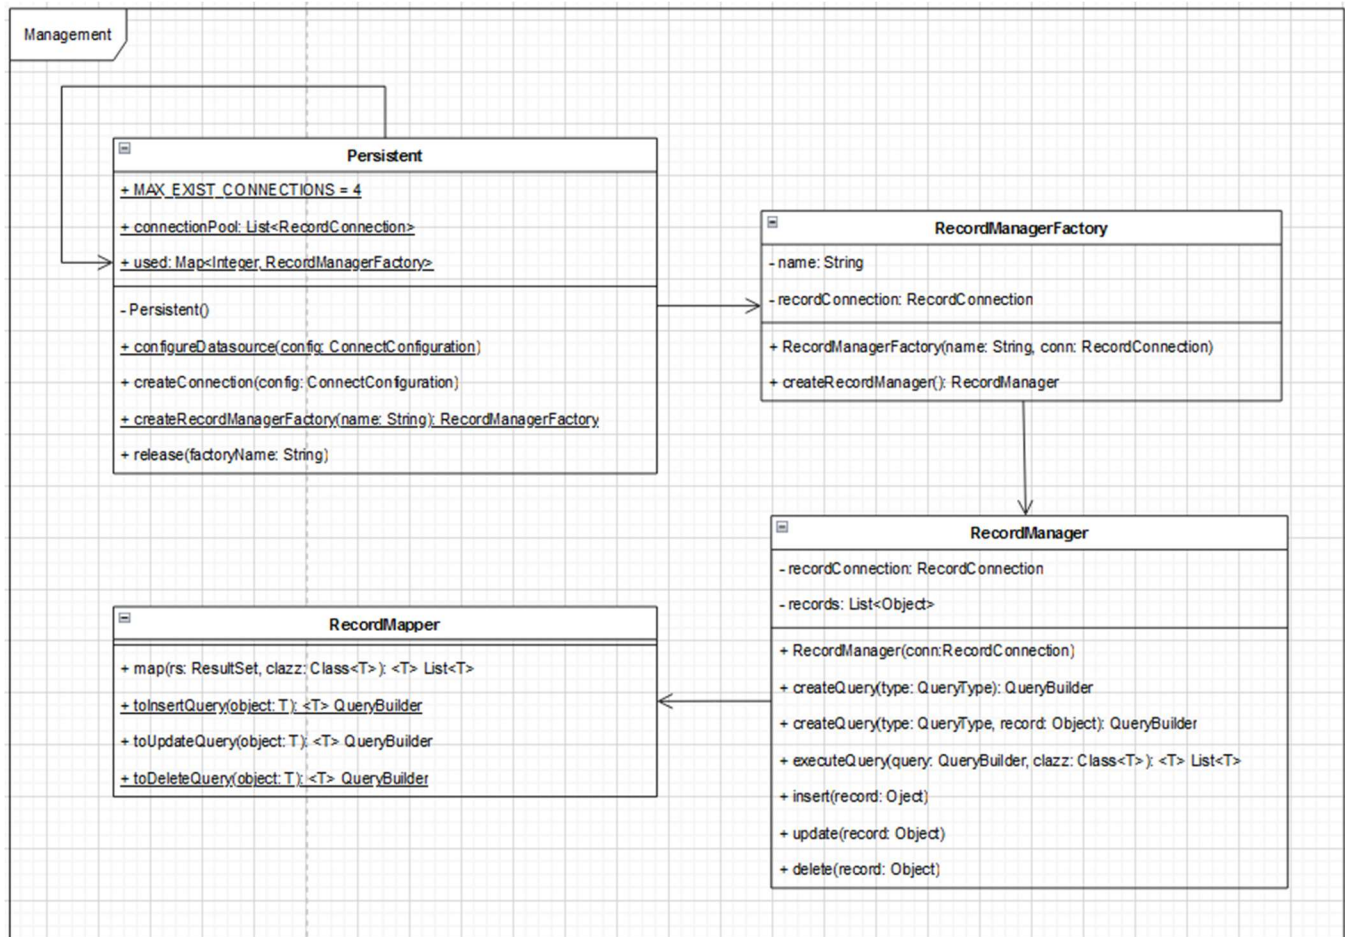 Management
Persistent
+ MAX_EXIST_CONNECTIONS = 4
+ connectionPool: List<RecordConnection>
+ used: Map<Integer, RecordManagerFactory>
- Persistent()
+ configureDatasource(config: ConnectConfiguration)
+ createConnection(config: ConnectConfiguration)
+ createRecordManagerFactory(name: String): RecordManagerFactory
+ release(factoryName: String)
RecordManagerFactory
- name: String
- recordConnection: RecordConnection
+ RecordManagerFactory(name: String, conn: RecordConnection)
+ createRecordManager(): RecordManager
RecordManager
- recordConnection: RecordConnection
- records: List<Object>
+ RecordManager(conn:RecordConnection)
+ createQuery(type: QueryType): QueryBuilder
+ createQuery(type: QueryType, record: Object): QueryBuilder
+ executeQuery(query: QueryBuilder, clazz: Class<T>): <T> List<T>
+ insert(record: Oject)
+ update(record: Object)
+ delete(record: Object)
RecordMapper
+ map(rs: ResultSet, clazz: Class<T>): <T> List<T>
+ toInsertQuery(object: T): <T> QueryBuilder
+ toUpdateQuery(object: T): <T> QueryBuilder
+ toDeleteQuery(object: T): <T> QueryBuilder